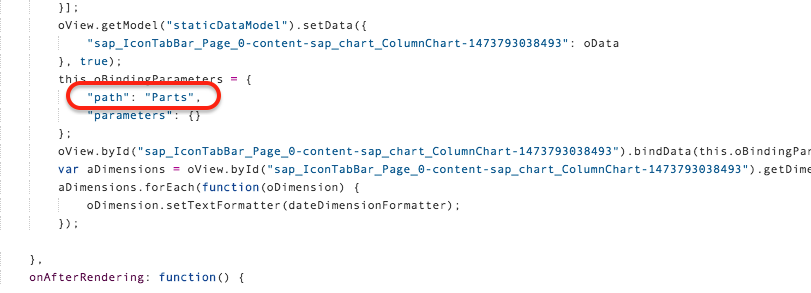 }];
oView.getModel("staticDataModel").setData({
"sap_IconTabBar_Page_0-content-sap_chart_ColumnChart-1473793038493": oData
}, true);
this.oBindingParameters = {
"path": "Parts",
"parameters": {}
};
oView.byId("sap_IconTabBar_Page_0-content-sap_chart_ColumnChart-1473793038493").bindData(this.oBindingPar
var aDimensions = oView.byId("sap_IconTabBar_Page_0-content-sap_chart_ColumnChart-1473793038493").getDime
aDimensions.forEach(function(oDimension) {
oDimension.setTextFormatter(dateDimensionFormatter);
});
},
onAfterRendering: function() {